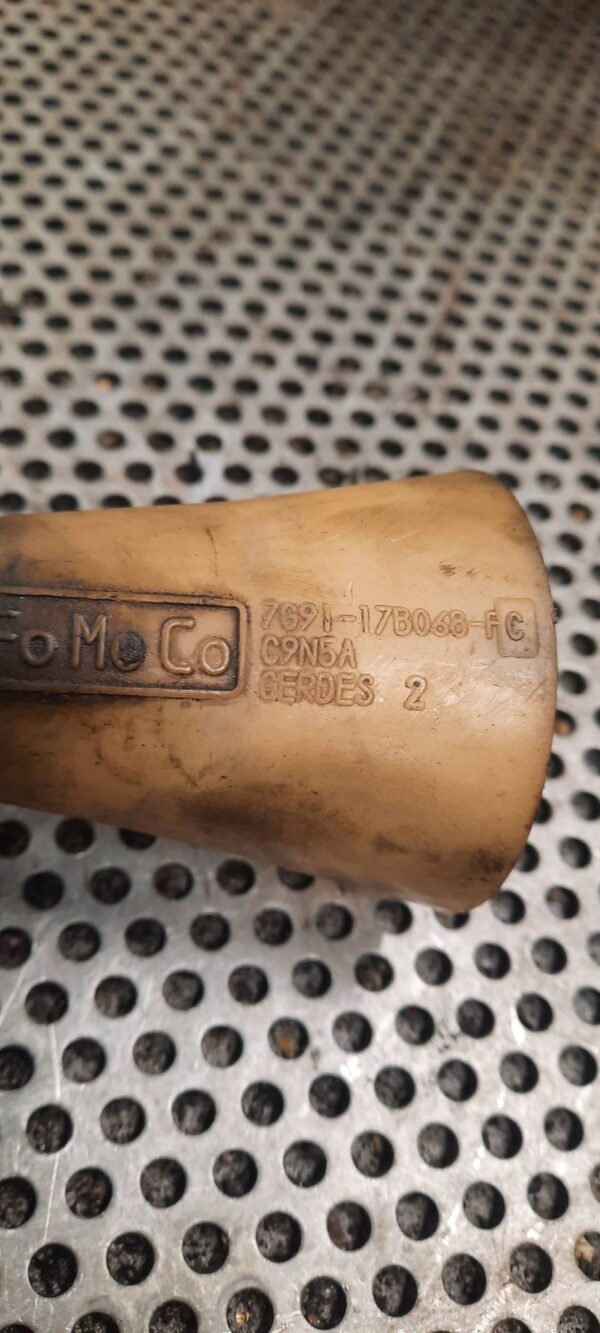 FoMoCo
7G91-17B068-FC
C9N5A
GERDES 2